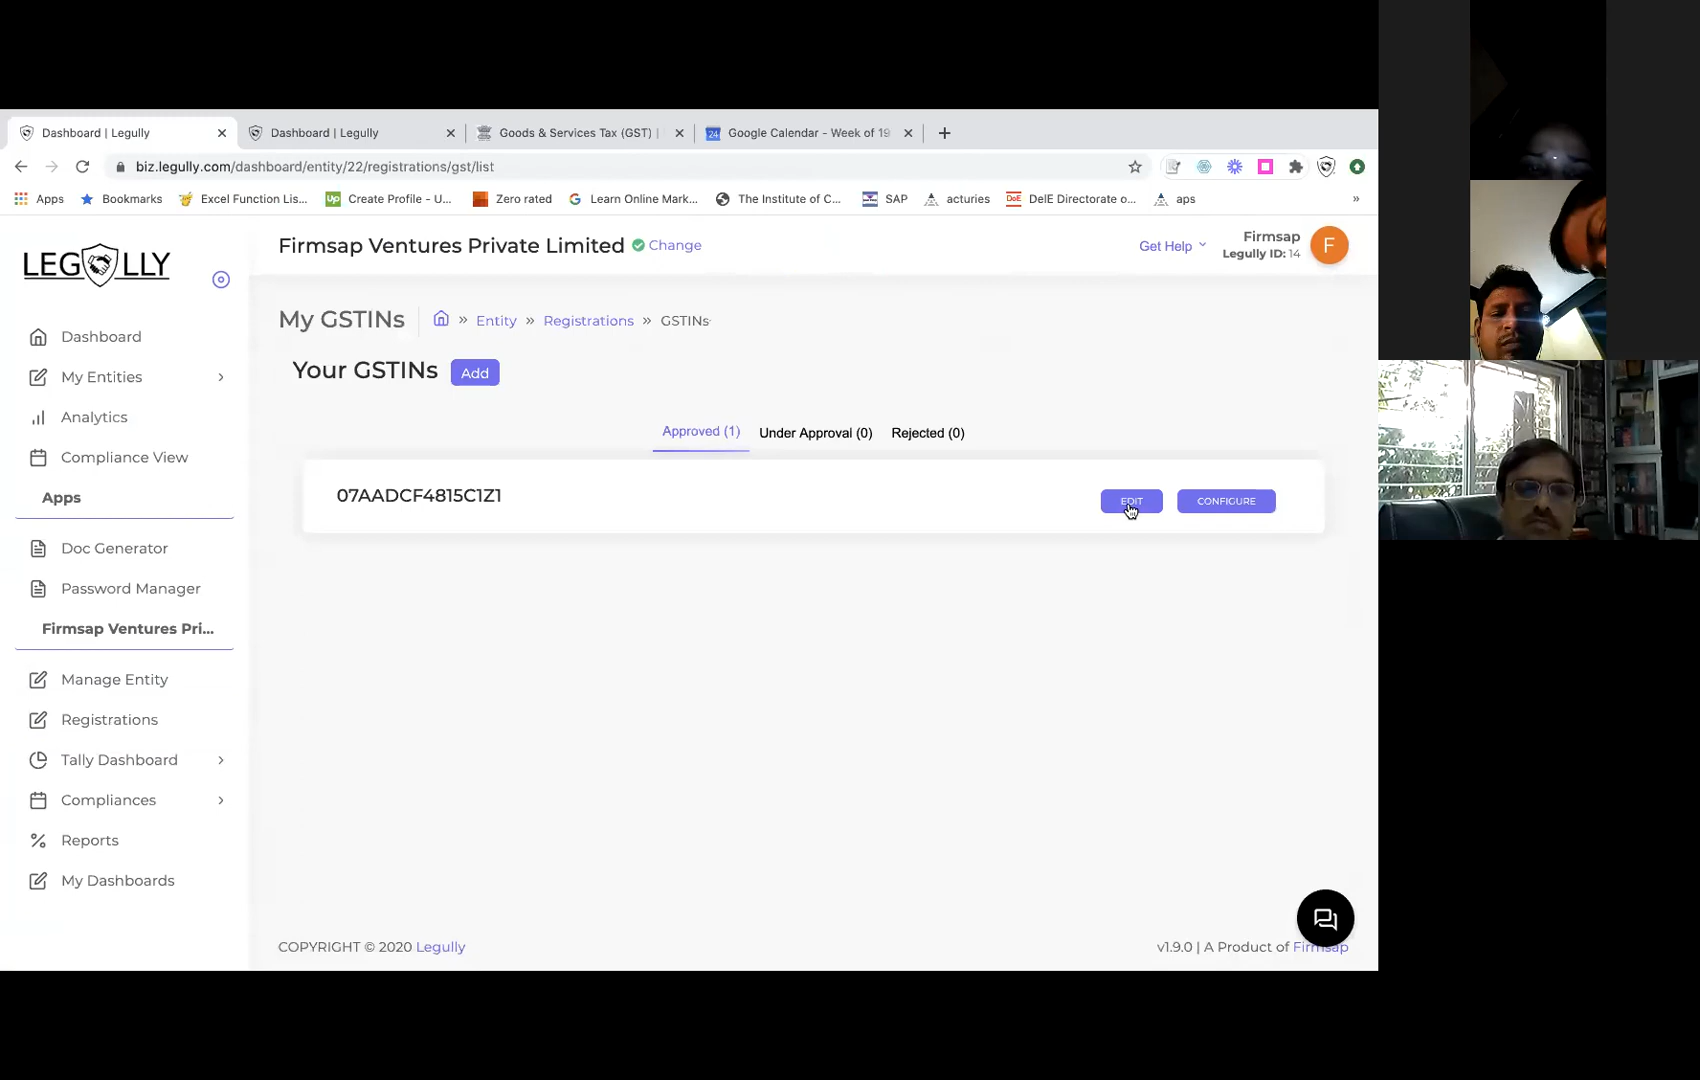 Dashboard | Legully
Dashboard | Legully
Goods & Services Tax (GST) |
Google Calendar - Week of 19
biz.legully.com/dashboard/entity/22/registrations/gst/list
Apps
Bookmarks
Excel Function Lis...
Create Profile - U...
Zero rated
Learn Online Mark...
The Institute of C...
SAP
acturies
DelE Directorate o...
aps
»
LEGULLY
Firmsap Ventures Private Limited
Change
Get Help
Firmsap
Legully ID: 14
F
My GSTINs
» Entity » Registrations » GSTINs
Your GSTINs
Add
Approved (1)
Under Approval (0)
Rejected (0)
07AADCF4815C1Z1
EDIT
CONFIGURE
Dashboard
My Entities
Analytics
Compliance View
Apps
Doc Generator
Password Manager
Firmsap Ventures Pri...
Manage Entity
Registrations
Tally Dashboard
Compliances
Reports
My Dashboards
COPYRIGHT © 2020 Legully
v1.9.0 | A Product of Firmsap